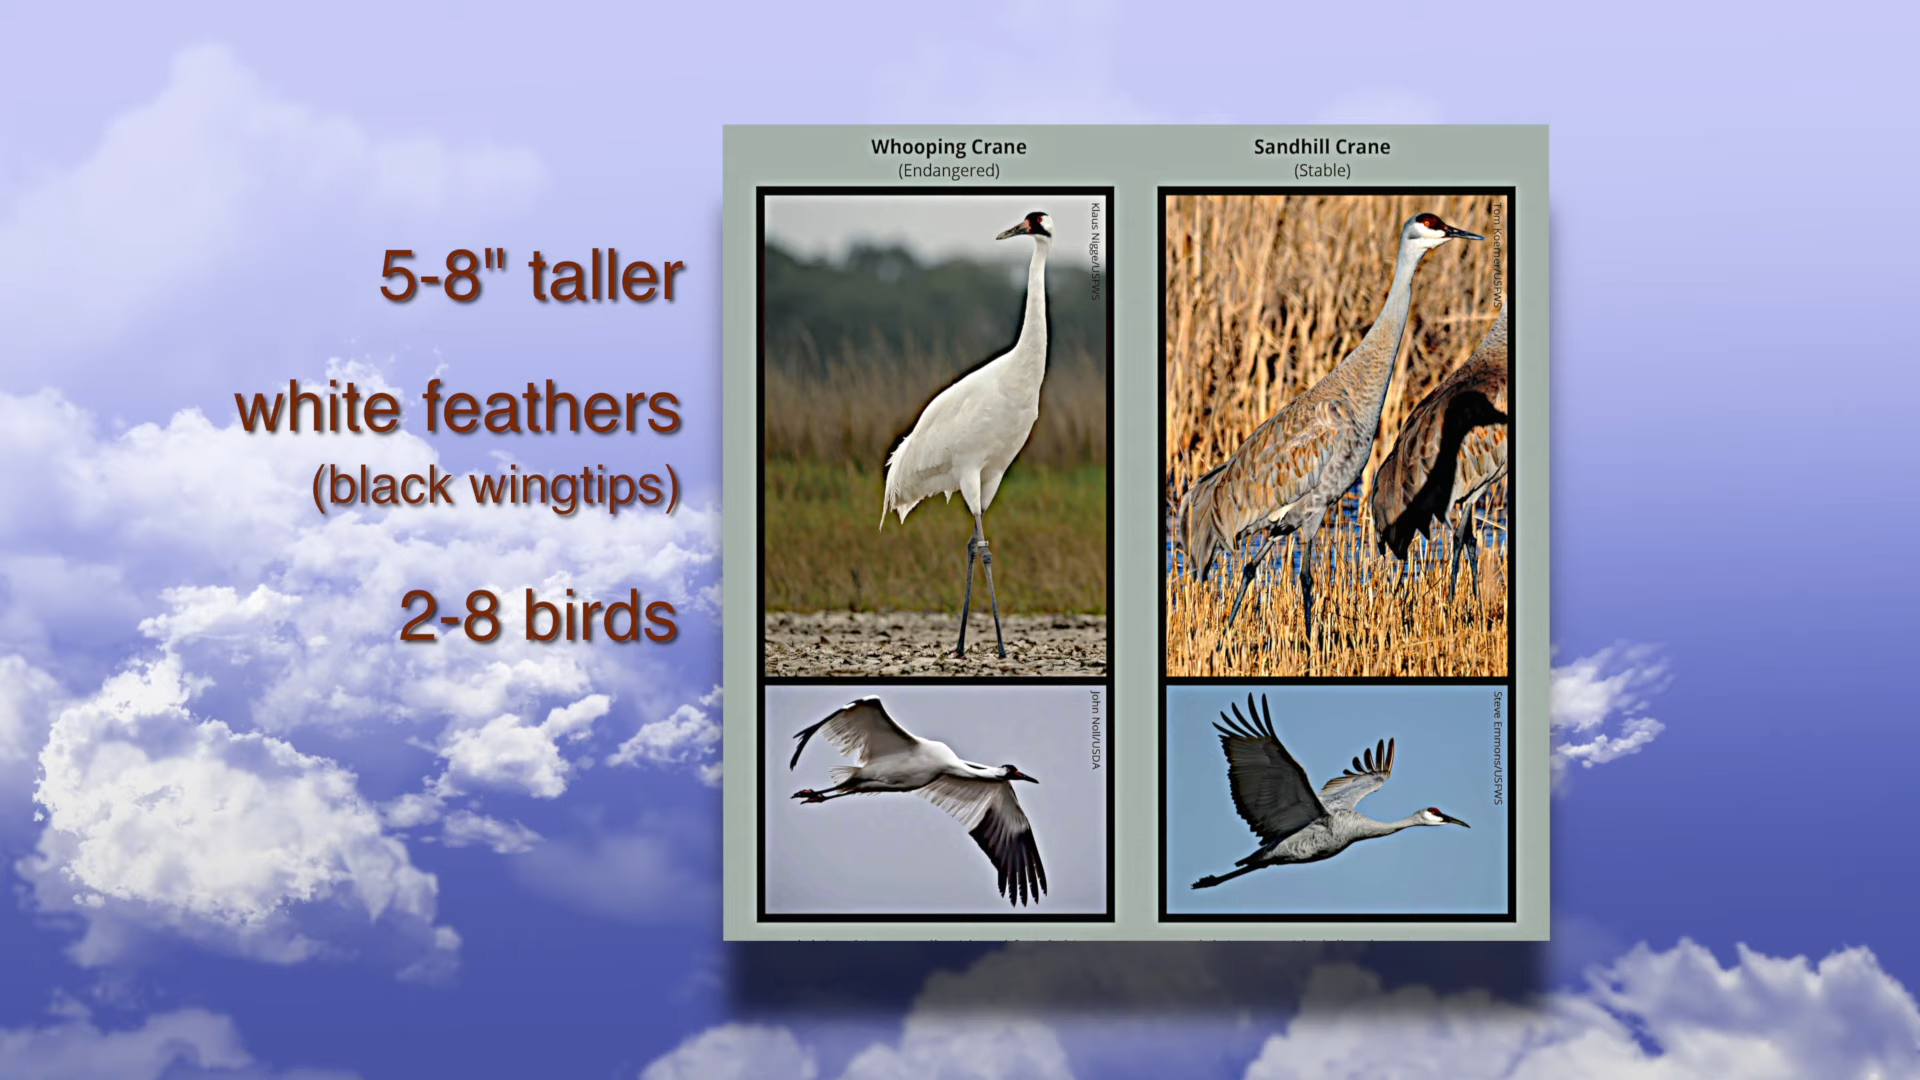 5-8" taller
white feathers
(black wingtips)
2-8 birds
Whooping Crane
(Endangered)
Sandhill Crane
(Stable)
Klaus Nigge/USFWS
Tom Koerner/USFWS
John Noll/USDA
Steve Emmons/USFWS